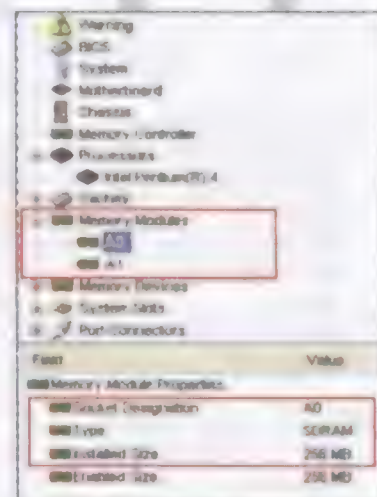 Warning
BIOS
System
Motherboard
Chassis
Memory Controller
Processors
Intel Pentium(R) 4
Factory
Memory Modules
A0
A1
Memory Devices
System Slots
Port Connectors
Field Value
Memory Module Properties
Socket Designation A0
Type SDRAM
Installed Size 256 MB
Enabled Size 256 MB